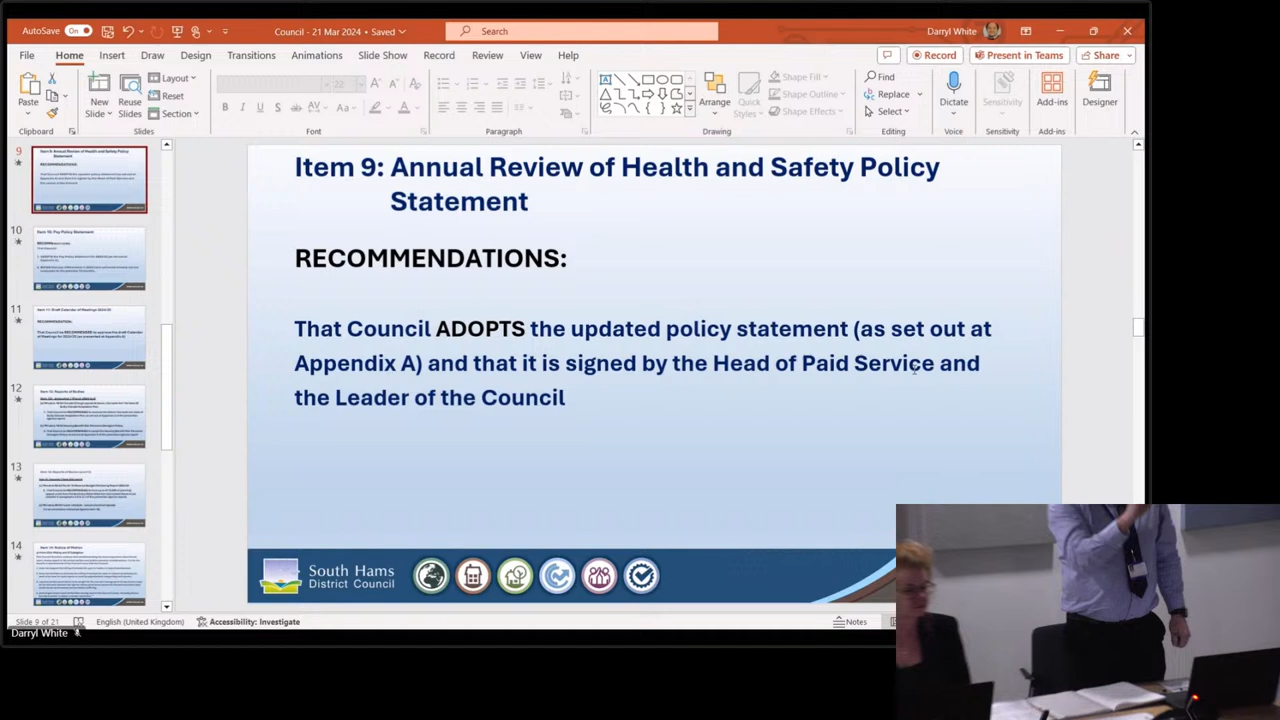 AutoSave On
Council - 21 Mar 2024 • Saved
Search
Darryl White
File Home Insert Draw Design Transitions Animations Slide Show Record Review View Help
Record Present in Teams Share
Paste
New Slide
Reuse Slides
Layout
Reset
Section
Arrange
Quick Styles
Shape Fill
Shape Outline
Shape Effects
Find
Replace
Select
Dictate
Sensitivity
Add-ins
Designer
Clipboard Slides Font Paragraph Drawing Editing Voice Sensitivity Add-ins
9
10
11
12
13
14
Item 9: Annual Review of Health and Safety Policy
Statement
RECOMMENDATIONS:
That Council ADOPTS the updated policy statement (as set out at
Appendix A) and that it is signed by the Head of Paid Service and
the Leader of the Council
South Hams
District Council
Slide 9 of 21 English (United Kingdom) Accessibility: Investigate Notes
Darryl White